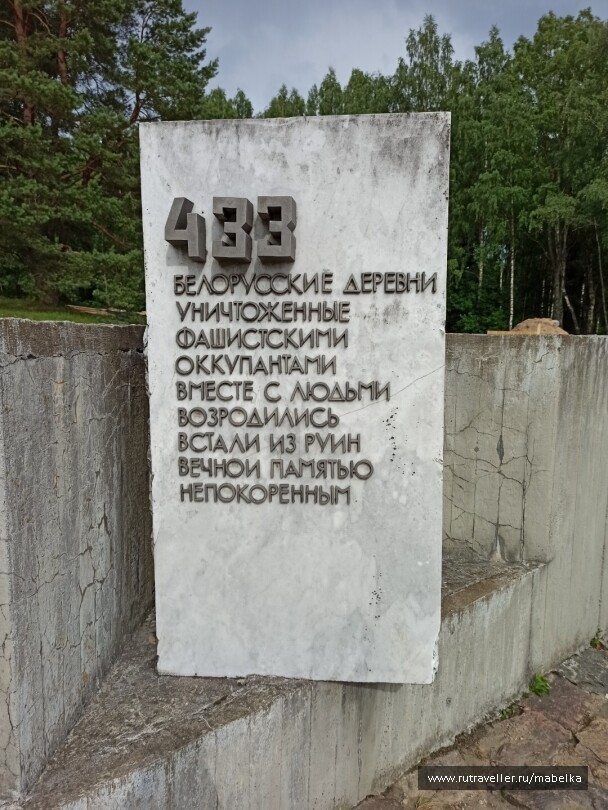 433
БЕЛОРУССКИЕ ДЕРЕВНИ
УНИЧТОЖЕННЫЕ
ФАШИСТСКИМИ
ОККУПАНТАМИ
ВМЕСТЕ С ЛЮДЬМИ
ВОЗРОДИЛИСЬ
ВСТАЛИ ИЗ РУИН
ВЕЧНОЙ ПАМЯТЬЮ
НЕПОКОРЕННЫМ
www.rutraveller.ru/mabelka